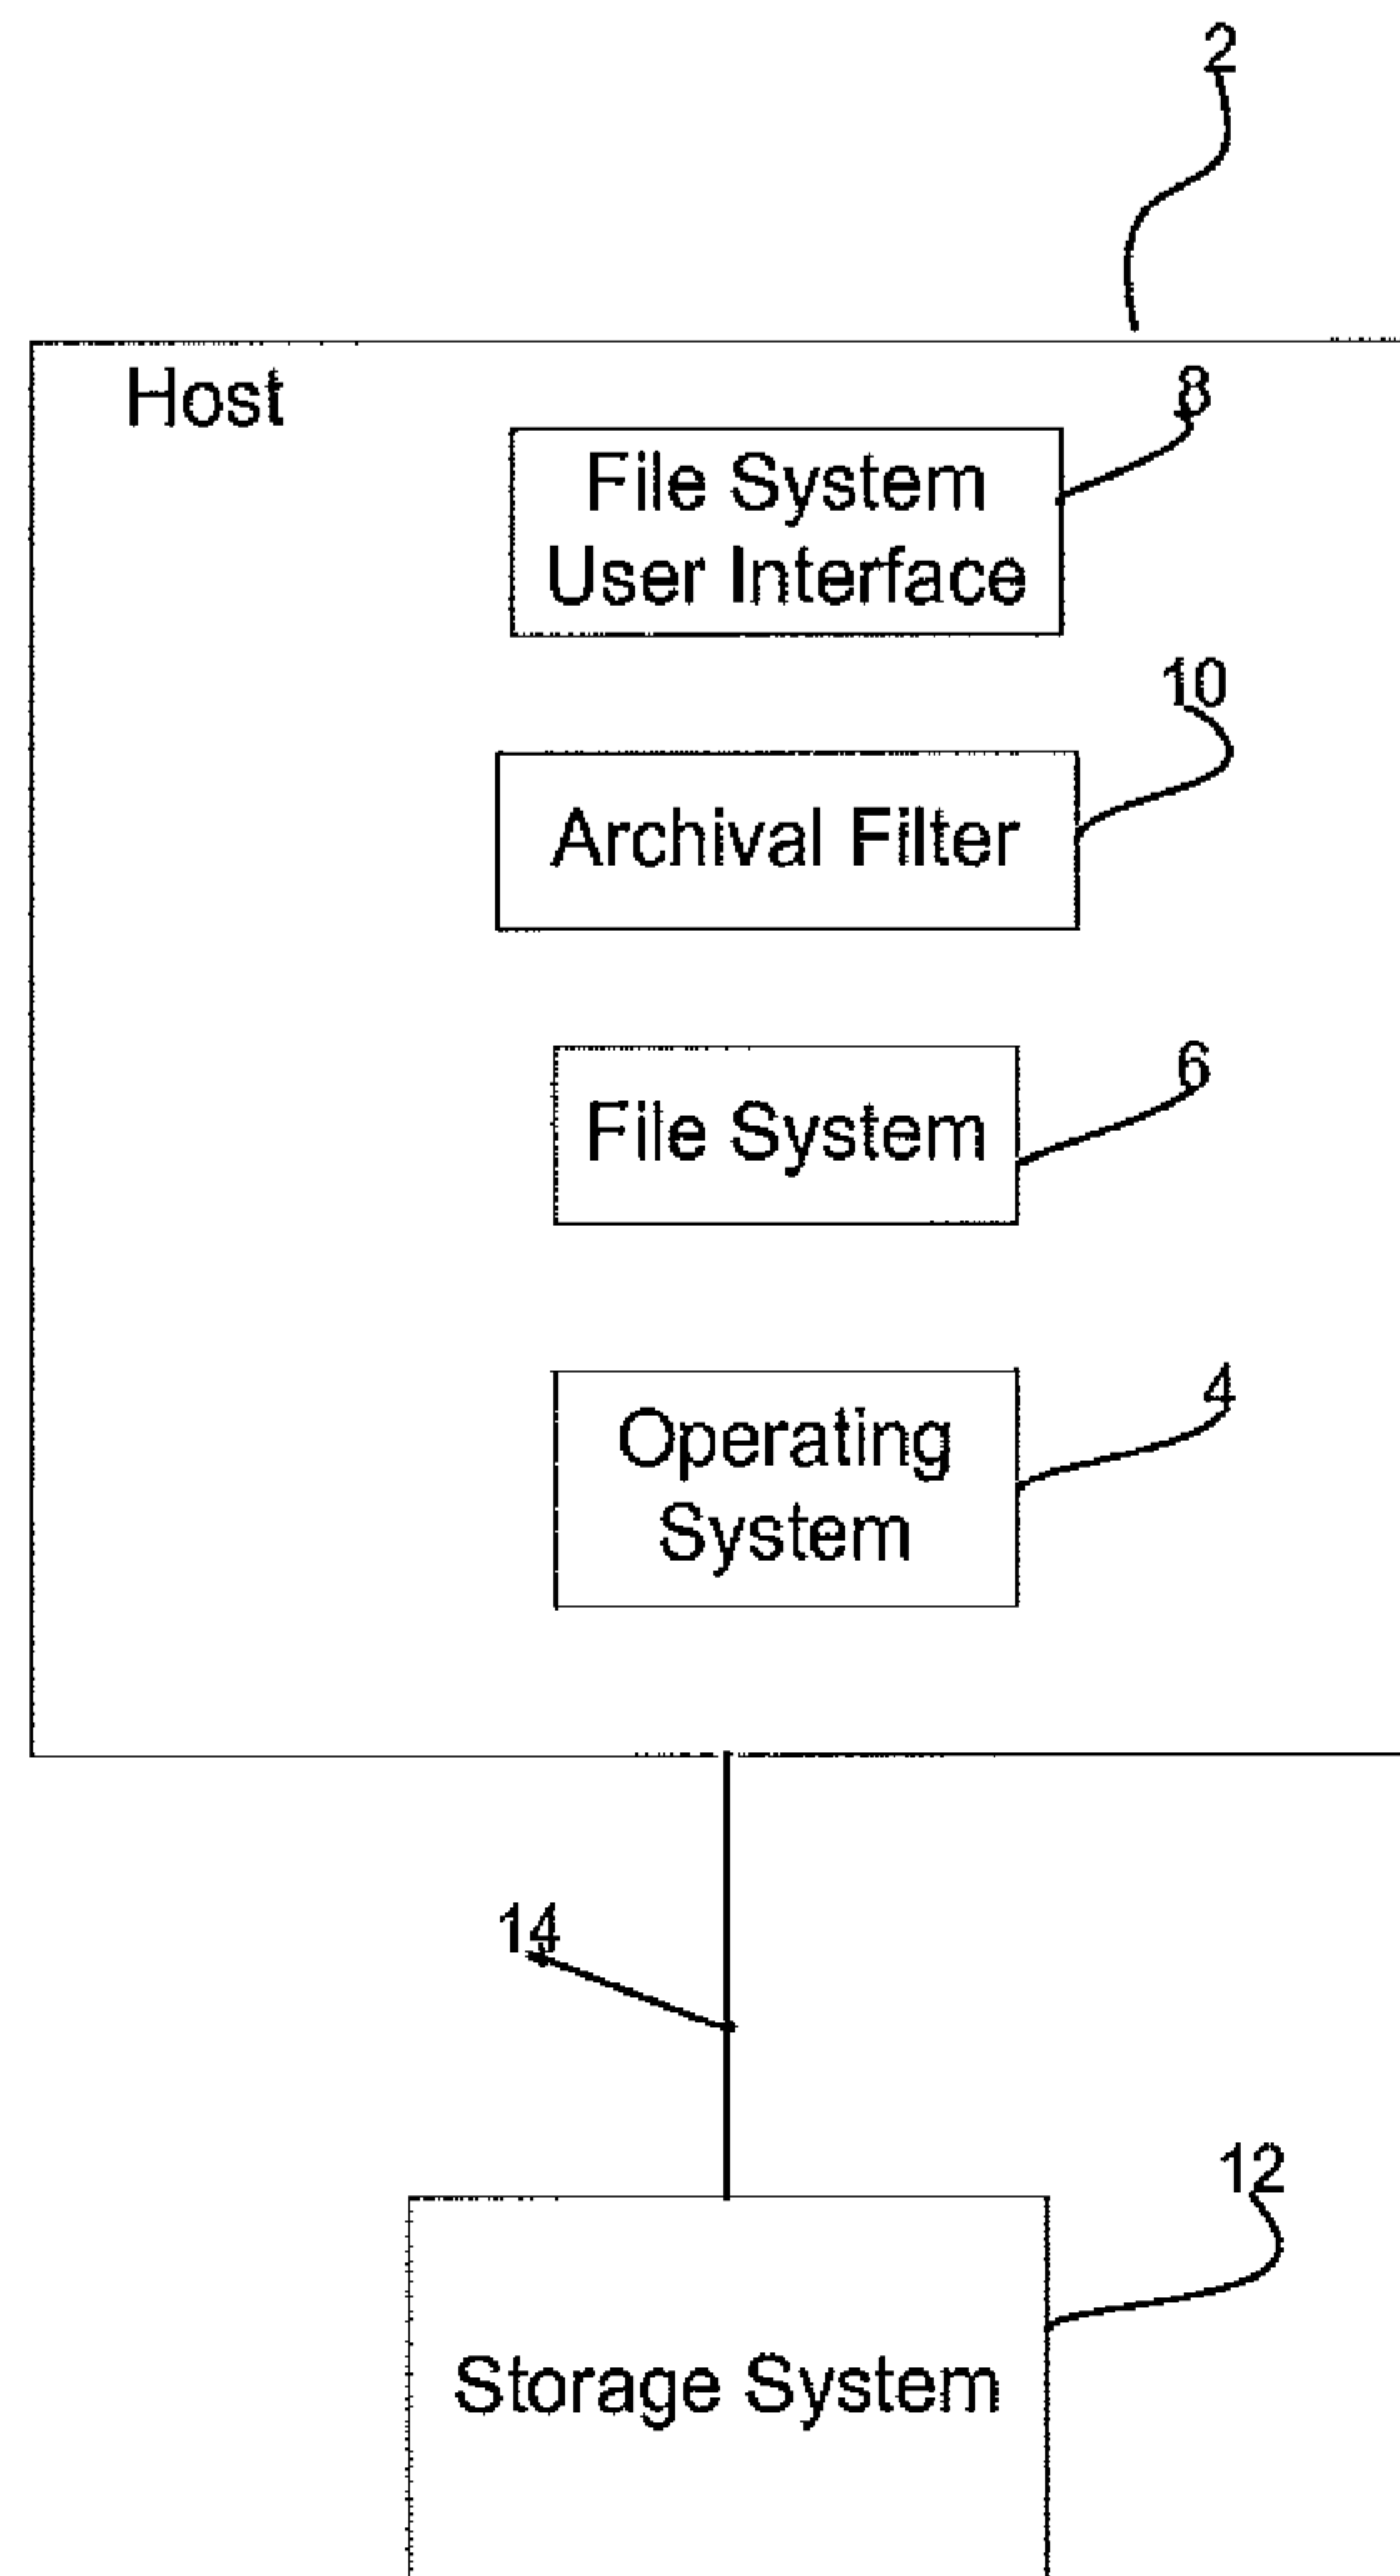 2
Host
8
File System
User Interface
10
Archival Filter
6
File System
4
Operating
System
14
12
Storage System